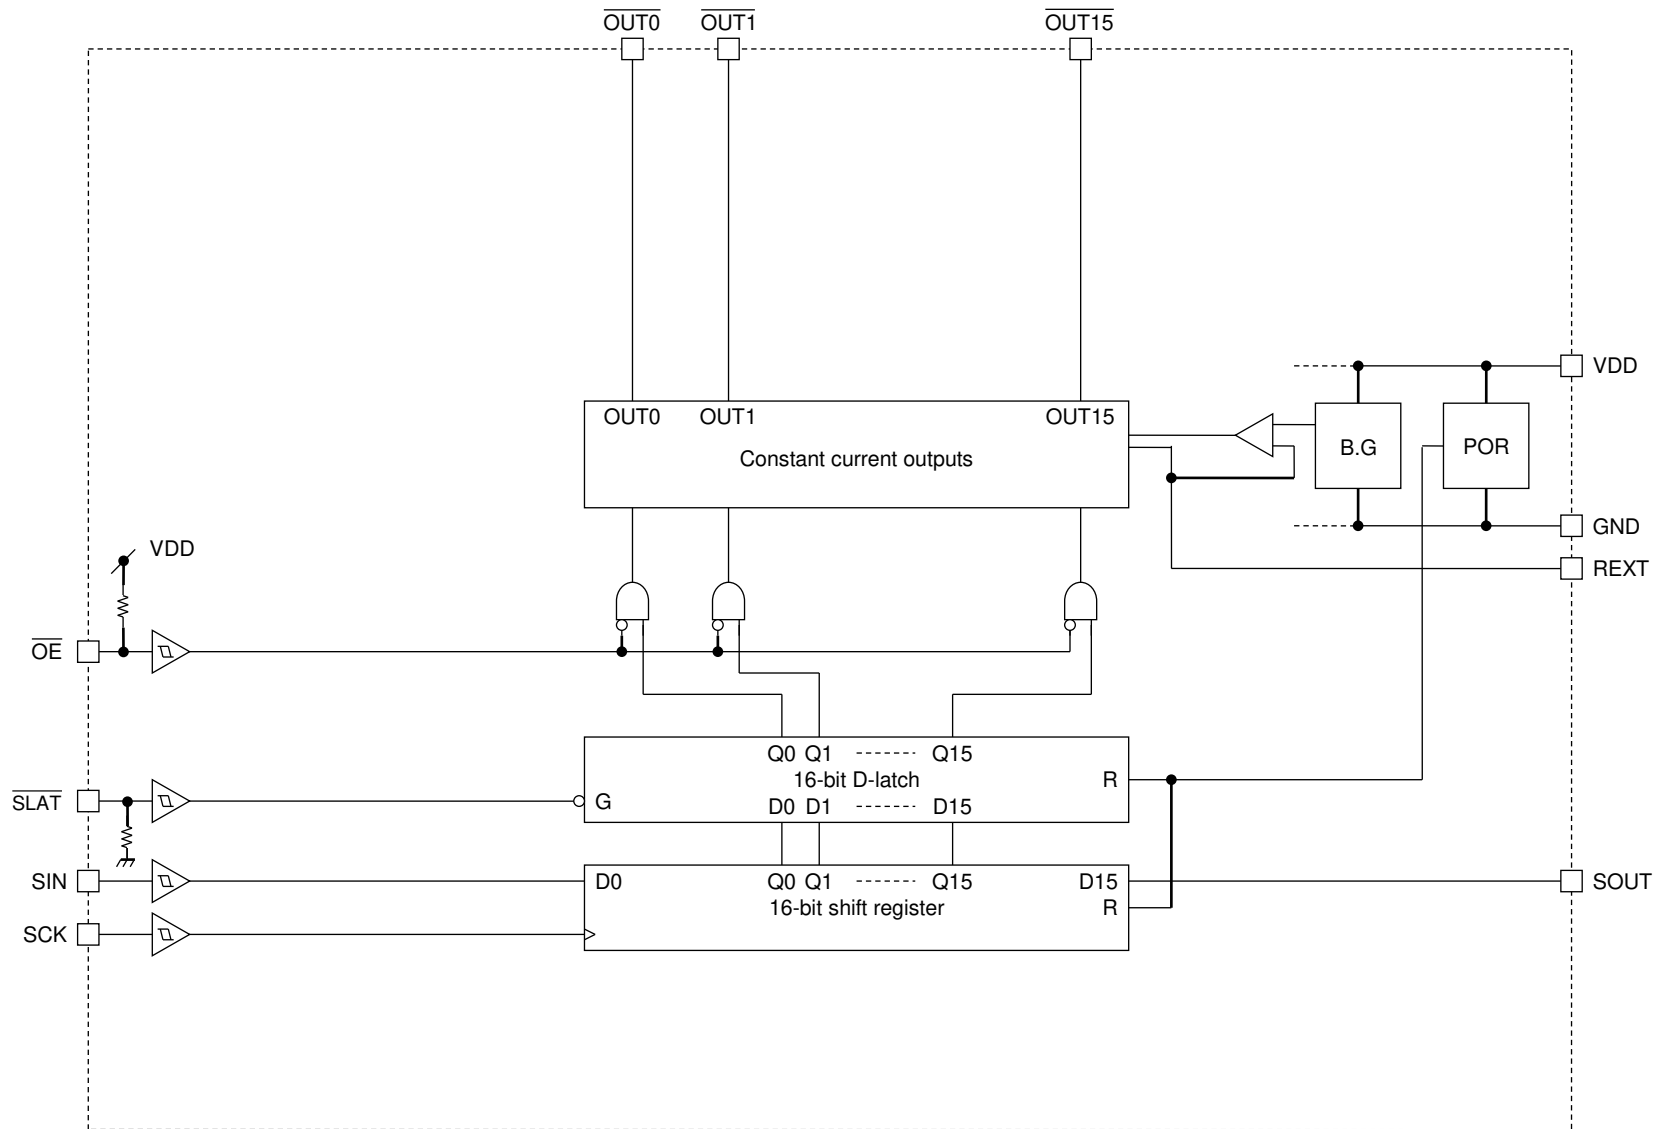 OUT0 OUT1 OUT15
VDD
OUT0 OUT1 OUT15
Constant current outputs
B.G
POR
GND
VDD
REXT
OE
Q0 Q1 Q15
16-bit D-latch
R
SLAT
G
D0 D1 D15
SIN
D0
Q0 Q1 Q15
D15
SOUT
16-bit shift register
R
SCK